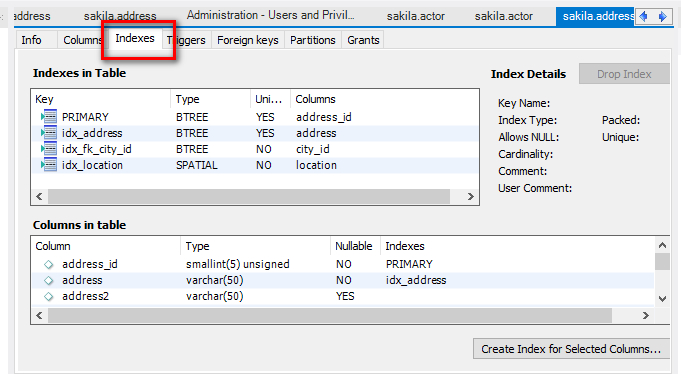 address sakila.address Administration - Users and Privil... sakila.actor sakila.actor sakila.address
Info Columns Indexes Triggers Foreign keys Partitions Grants
Indexes in Table
Key Type Uni... Columns
PRIMARY BTREE YES address_id
idx_address BTREE YES address
idx_fk_city_id BTREE NO city_id
idx_location SPATIAL NO location
Index Details Drop Index
Key Name:
Index Type: Packed:
Allows NULL: Unique:
Cardinality:
Comment:
User Comment:
Columns in table
Column Type Nullable Indexes
address_id smallint(5) unsigned NO PRIMARY
address varchar(50) NO idx_address
address2 varchar(50) YES
Create Index for Selected Columns...